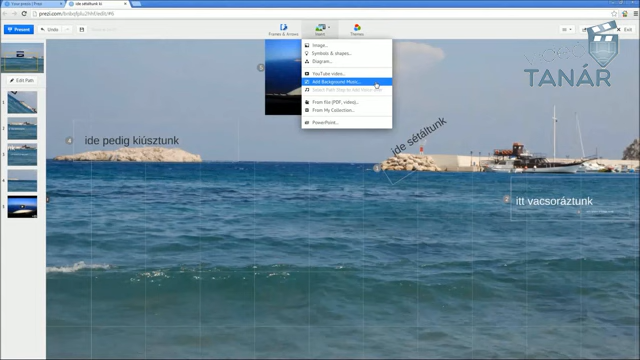 Present
Undo
Frames & Arrows
Insert
Themes
Exit
Edit Path
Image...
Symbols & shapes...
Diagram...
YouTube video...
Add Background Music...
From file (PDF, video)...
From My Collection...
PowerPoint...
TANÁR
ide pedig kiúsztunk
ide sétáltunk
itt vacsoráztunk